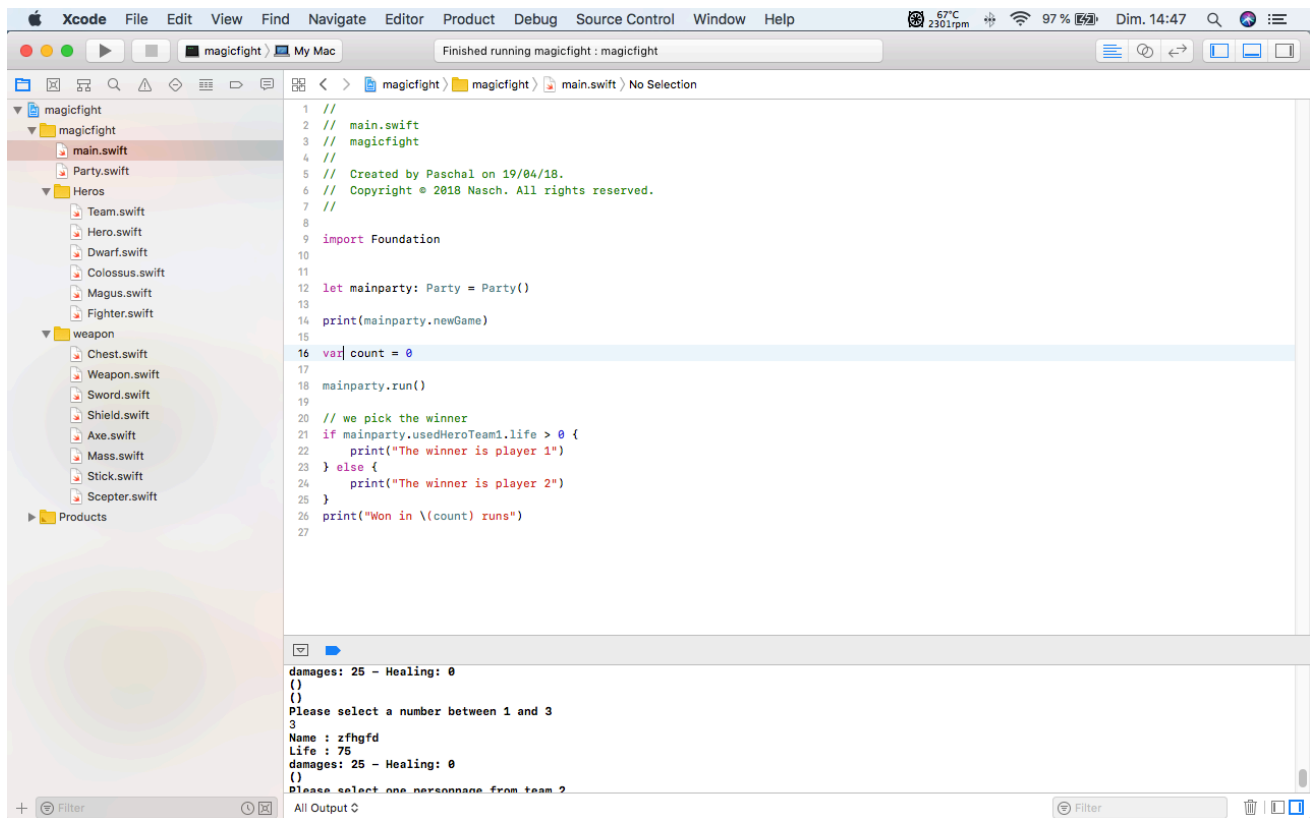 Xcode File Edit View Find Navigate Editor Product Debug Source Control Window Help 67°C 2301rpm 97 % Dim. 14:47
magicfight My Mac Finished running magicfight : magicfight
magicfight magicfight main.swift No Selection
magicfight
magicfight
main.swift
Party.swift
Heros
Team.swift
Hero.swift
Dwarf.swift
Colossus.swift
Magus.swift
Fighter.swift
weapon
Chest.swift
Weapon.swift
Sword.swift
Shield.swift
Axe.swift
Mass.swift
Stick.swift
Scepter.swift
Products
1 //
2 // main.swift
3 // magicfight
4 //
5 // Created by Paschal on 19/04/18.
6 // Copyright © 2018 Nasch. All rights reserved.
7 //
8
9 import Foundation
10
11
12 let mainparty: Party = Party()
13
14 print(mainparty.newGame)
15
16 var count = 0
17
18 mainparty.run()
19
20 // we pick the winner
21 if mainparty.usedHeroTeam1.life > 0 {
22 print("The winner is player 1")
23 } else {
24 print("The winner is player 2")
25 }
26 print("Won in \(count) runs")
27
damages: 25 – Healing: 0
()
()
Please select a number between 1 and 3
3
Name : zfhgfd
Life : 75
damages: 25 – Healing: 0
()
Please select one personnage from team 2
Filter
All Output
Filter